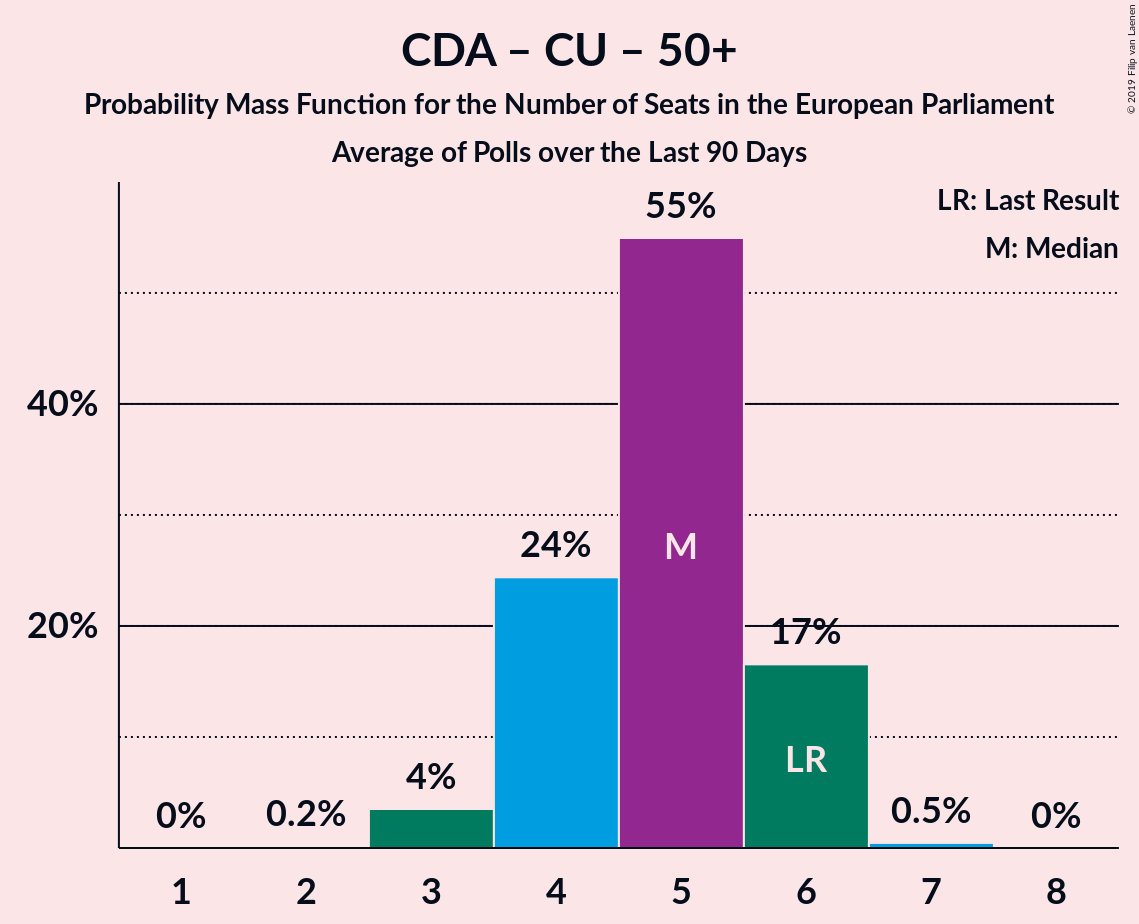 CDA – CU – 50+
Probability Mass Function for the Number of Seats in the European Parliament
Average of Polls over the Last 90 Days
© 2019 Filip van Laenen
LR: Last Result
M: Median
55%
40%
24%
M
20%
17%
LR
4%
0%
0.2%
0.5%
0%
1 2 3 4 5 6 7 8